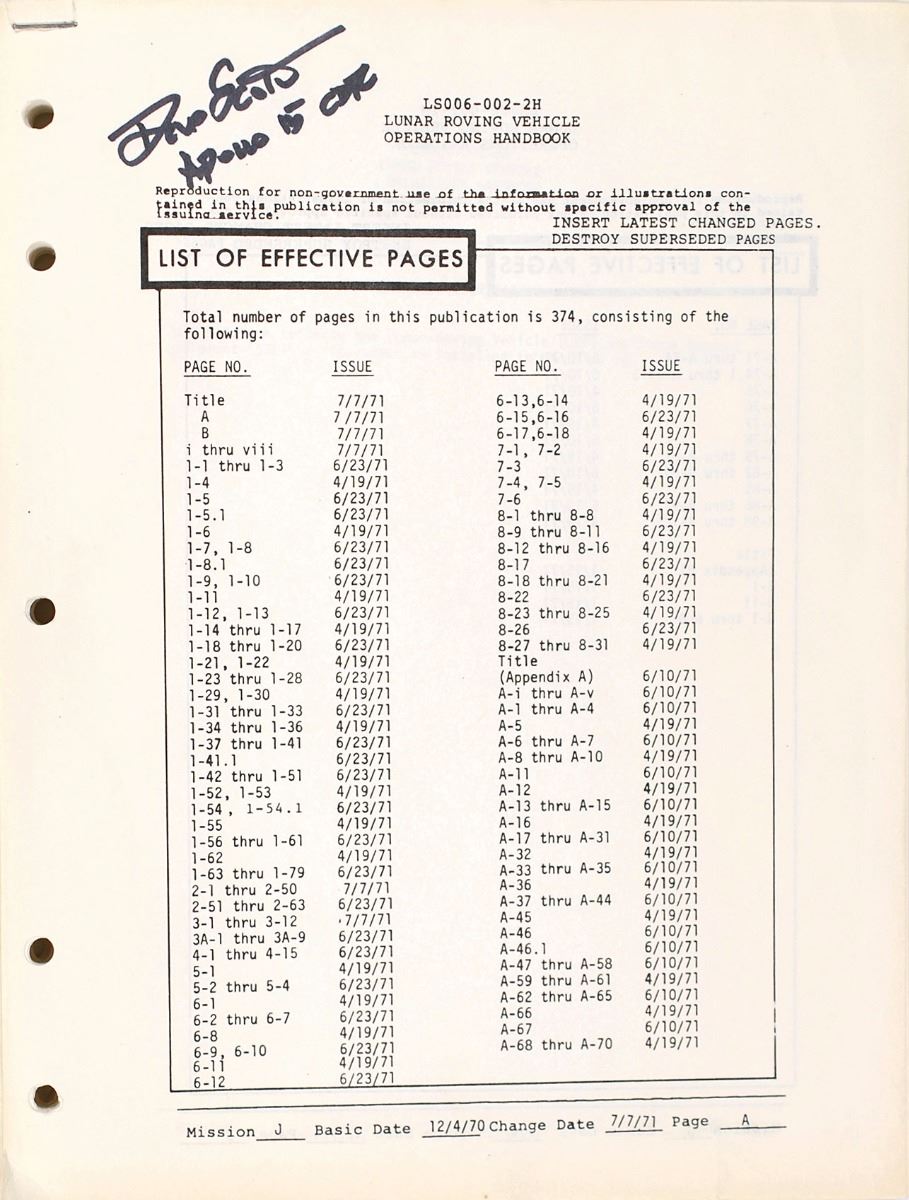 Dave Scott
Apollo 15 CDR
LS006-002-2H
LUNAR ROVING VEHICLE
OPERATIONS HANDBOOK
Reproduction for non-government use of the information or illustrations con-
tained in this publication is not permitted without specific approval of the
issuing service.
INSERT LATEST CHANGED PAGES.
DESTROY SUPERSEDED PAGES
LIST OF EFFECTIVE PAGES
Total number of pages in this publication is 374, consisting of the
following:
PAGE NO. ISSUE
Title 7/7/71
A 7/7/71
B 7/7/71
i thru viii 7/7/71
1-1 thru 1-3 6/23/71
1-4 4/19/71
1-5 6/23/71
1-5.1 6/23/71
1-6 4/19/71
1-7, 1-8 6/23/71
1-8.1 6/23/71
1-9, 1-10 6/23/71
1-11 4/19/71
1-12, 1-13 6/23/71
1-14 thru 1-17 4/19/71
1-18 thru 1-20 6/23/71
1-21, 1-22 4/19/71
1-23 thru 1-28 6/23/71
1-29, 1-30 4/19/71
1-31 thru 1-33 6/23/71
1-34 thru 1-36 4/19/71
1-37 thru 1-41 6/23/71
1-41.1 6/23/71
1-42 thru 1-51 6/23/71
1-52, 1-53 4/19/71
1-54, 1-54.1 6/23/71
1-55 4/19/71
1-56 thru 1-61 6/23/71
1-62 4/19/71
1-63 thru 1-79 6/23/71
2-1 thru 2-50 7/7/71
2-51 thru 2-63 6/23/71
3-1 thru 3-12 7/7/71
3A-1 thru 3A-9 6/23/71
4-1 thru 4-15 6/23/71
5-1 4/19/71
5-2 thru 5-4 6/23/71
6-1 4/19/71
6-2 thru 6-7 6/23/71
6-8 4/19/71
6-9, 6-10 6/23/71
6-11 4/19/71
6-12 6/23/71
PAGE NO. ISSUE
6-13,6-14 4/19/71
6-15,6-16 6/23/71
6-17,6-18 4/19/71
7-1, 7-2 4/19/71
7-3 6/23/71
7-4, 7-5 4/19/71
7-6 6/23/71
8-1 thru 8-8 4/19/71
8-9 thru 8-11 6/23/71
8-12 thru 8-16 4/19/71
8-17 6/23/71
8-18 thru 8-21 4/19/71
8-22 6/23/71
8-23 thru 8-25 4/19/71
8-26 6/23/71
8-27 thru 8-31 4/19/71
Title
(Appendix A) 6/10/71
A-i thru A-v 6/10/71
A-1 thru A-4 6/10/71
A-5 4/19/71
A-6 thru A-7 6/10/71
A-8 thru A-10 4/19/71
A-11 6/10/71
A-12 4/19/71
A-13 thru A-15 6/10/71
A-16 4/19/71
A-17 thru A-31 6/10/71
A-32 4/19/71
A-33 thru A-35 6/10/71
A-36 4/19/71
A-37 thru A-44 6/10/71
A-45 4/19/71
A-46 6/10/71
A-46.1 6/10/71
A-47 thru A-58 6/10/71
A-59 thru A-61 4/19/71
A-62 thru A-65 6/10/71
A-66 4/19/71
A-67 6/10/71
A-68 thru A-70 4/19/71
Mission J Basic Date 12/4/70 Change Date 7/7/71 Page A